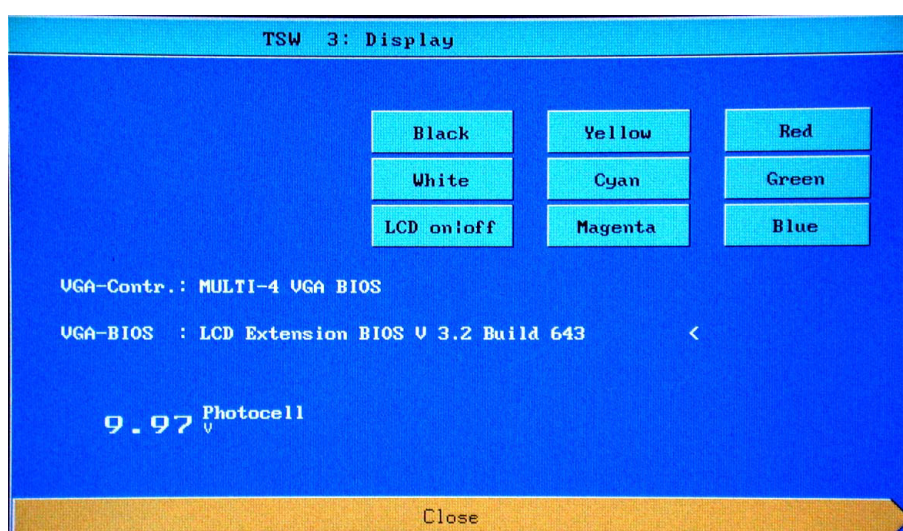 TSW 3: Display
Black Yellow Red
White Cyan Green
LCD on¦off Magenta Blue
VGA-Contr.: MULTI-4 VGA BIOS
VGA-BIOS : LCD Extension BIOS V 3.2 Build 643 <
9.97 Photocell
V
Close